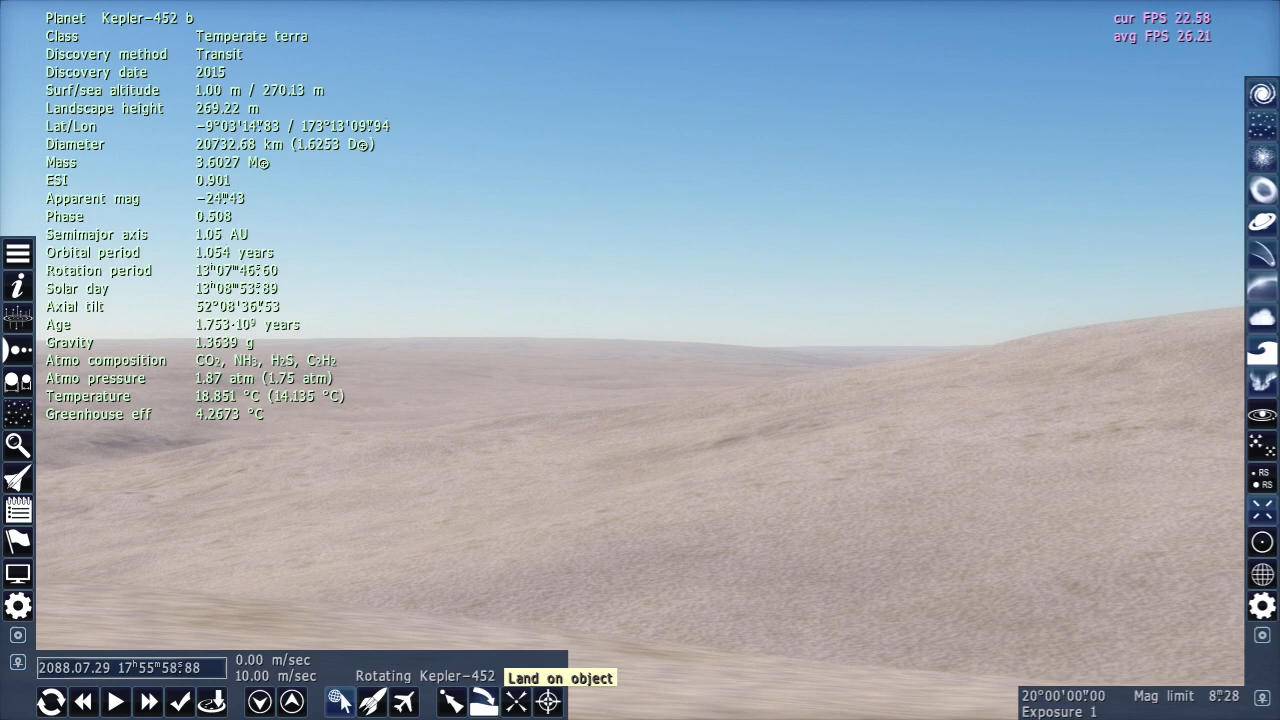 Planet Kepler-452 b
Class Temperate terra
Discovery method Transit
Discovery date 2015
Surf/sea altitude 1.00 m / 270.13 m
Landscape height 269.22 m
Lat/Lon -9°03'14".83 / 173°13'09".94
Diameter 20732.68 km (1.6253 D⊕)
Mass 3.6027 M⊕
ESI 0.901
Apparent mag -24ᵐ.43
Phase 0.508
Semimajor axis 1.05 AU
Orbital period 1.054 years
Rotation period 13ʰ07ᵐ46ˢ.60
Solar day 13ʰ08ᵐ53ˢ.89
Axial tilt 52°08'36".53
Age 1.753·10⁹ years
Gravity 1.3639 g
Atmo composition CO₂, NH₃, H₂S, C₂H₂
Atmo pressure 1.87 atm (1.75 atm)
Temperature 18.851 °C (14.135 °C)
Greenhouse eff 4.2673 °C
cur FPS 22.58
avg FPS 26.21
RS
RS
2088.07.29 17ʰ55ᵐ58ˢ.88
0.00 m/sec
10.00 m/sec
Rotating Kepler-452
Land on object
20°00'00".00 Mag limit 8ᵐ.28
Exposure 1